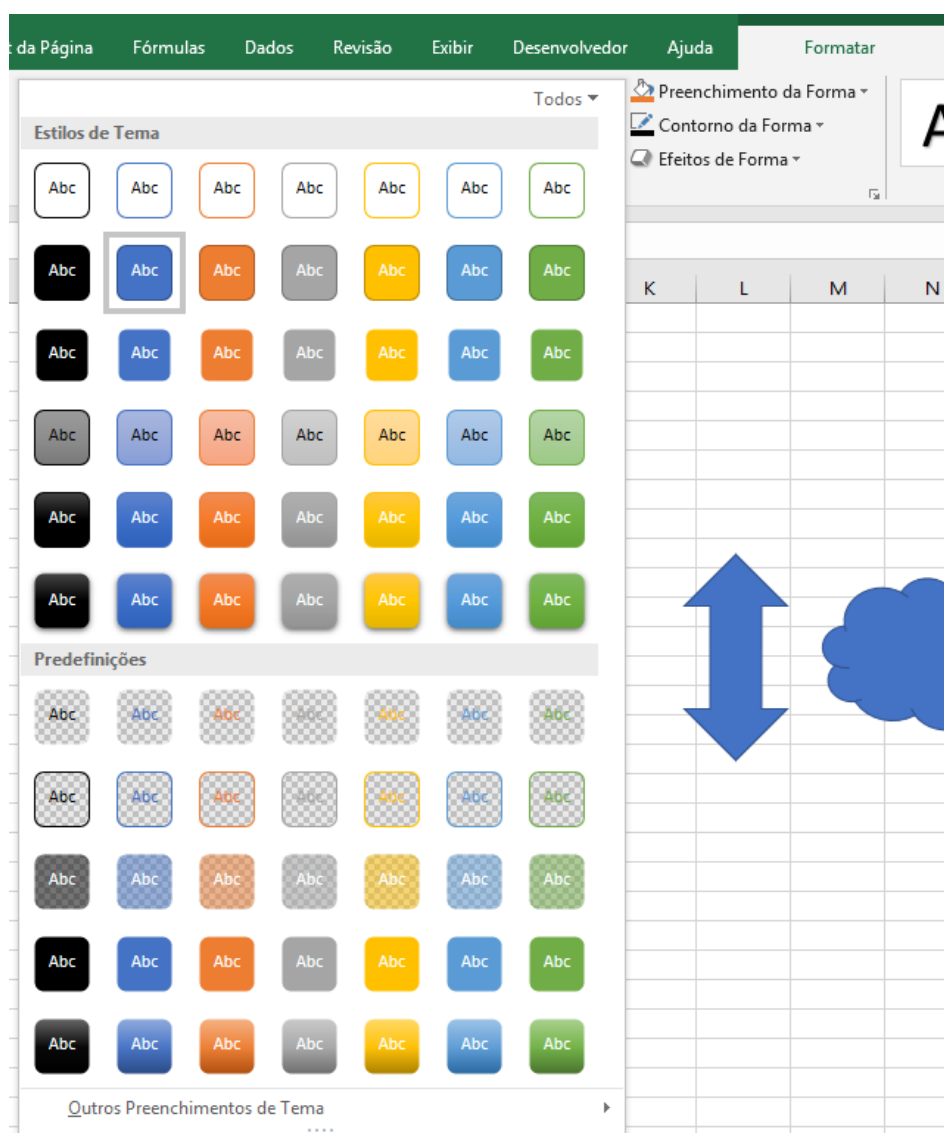 t da Página Fórmulas Dados Revisão Exibir Desenvolvedor Ajuda Formatar
Todos
Preenchimento da Forma
Contorno da Forma
Efeitos de Forma
A
Estilos de Tema
Abc Abc Abc Abc Abc Abc Abc
Abc Abc Abc Abc Abc Abc Abc
Abc Abc Abc Abc Abc Abc Abc
Abc Abc Abc Abc Abc Abc Abc
Abc Abc Abc Abc Abc Abc Abc
Abc Abc Abc Abc Abc Abc Abc
K L M N
Predefinições
Abc Abc Abc Abc Abc Abc Abc
Abc Abc Abc Abc Abc Abc Abc
Abc Abc Abc Abc Abc Abc Abc
Abc Abc Abc Abc Abc Abc Abc
Abc Abc Abc Abc Abc Abc Abc
Outros Preenchimentos de Tema